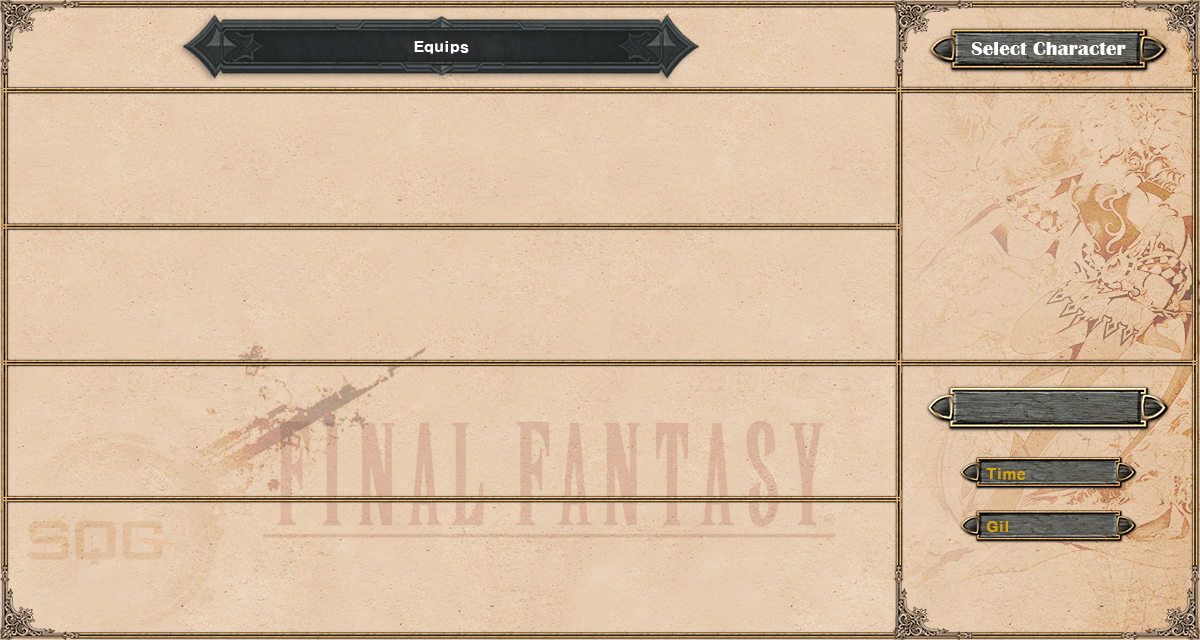 Equips
Select Character
FINAL FANTASY
Time
SQG
Gil